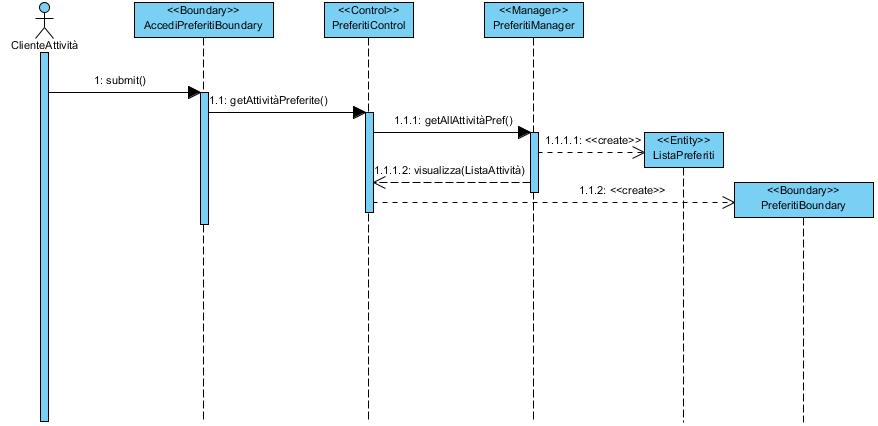 <<Boundary>>
AccediPreferitiBoundary
<<Control>>
PreferitiControl
<<Manager>>
PreferitiManager
ClienteAttività
1: submit()
1.1: getAttivitàPreferite()
1.1.1: getAllAttivitàPref()
1.1.1.1: <<create>>
<<Entity>>
ListaPreferiti
1.1.1.2: visualizza(ListaAttività)
1.1.2: <<create>>
<<Boundary>>
PreferitiBoundary